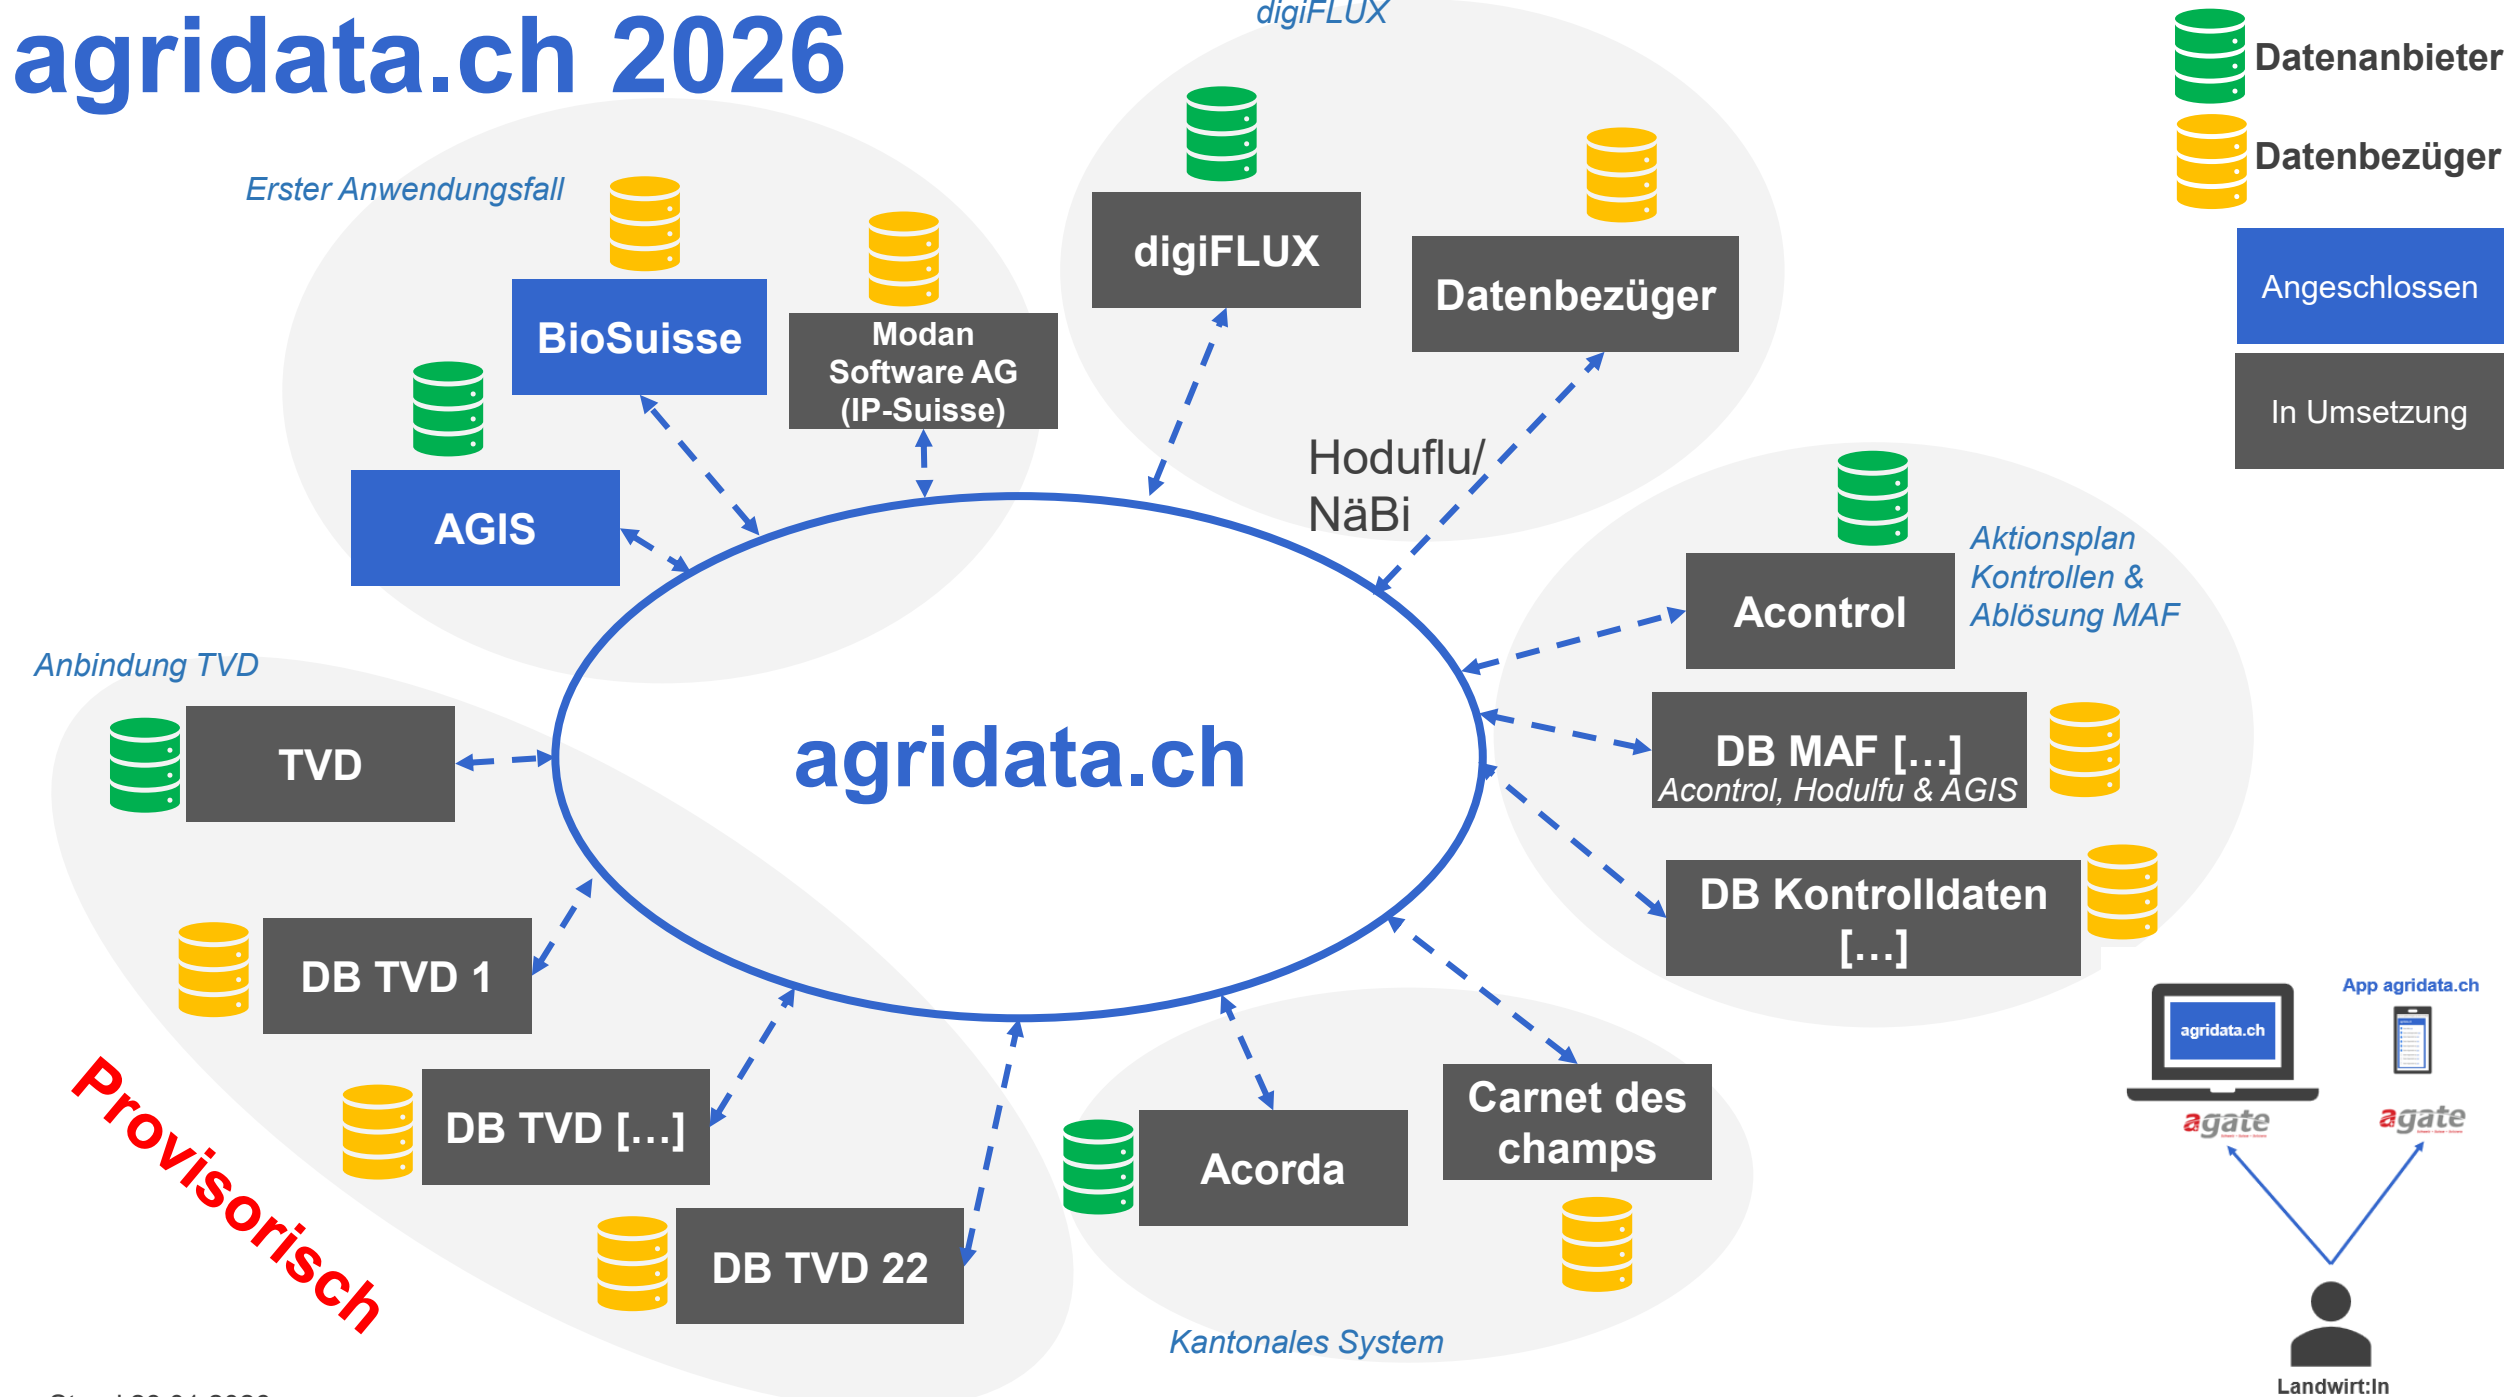 agridata.ch 2026
digiFLUX
Datenanbieter
Datenbezüger
Angeschlossen
In Umsetzung
Erster Anwendungsfall
BioSuisse
Modan
Software AG
(IP-Suisse)
AGIS
digiFLUX
Datenbezüger
Hoduflu/
NäBi
Acontrol
Aktionsplan
Kontrollen &
Ablösung MAF
DB MAF [...]
Acontrol, Hodulfu & AGIS
DB Kontrolldaten
[...]
Anbindung TVD
TVD
agridata.ch
DB TVD 1
DB TVD [...]
DB TVD 22
Provisorisch
Acorda
Carnet des
champs
Kantonales System
App agridata.ch
agridata.ch
agate
agate
Landwirt:In